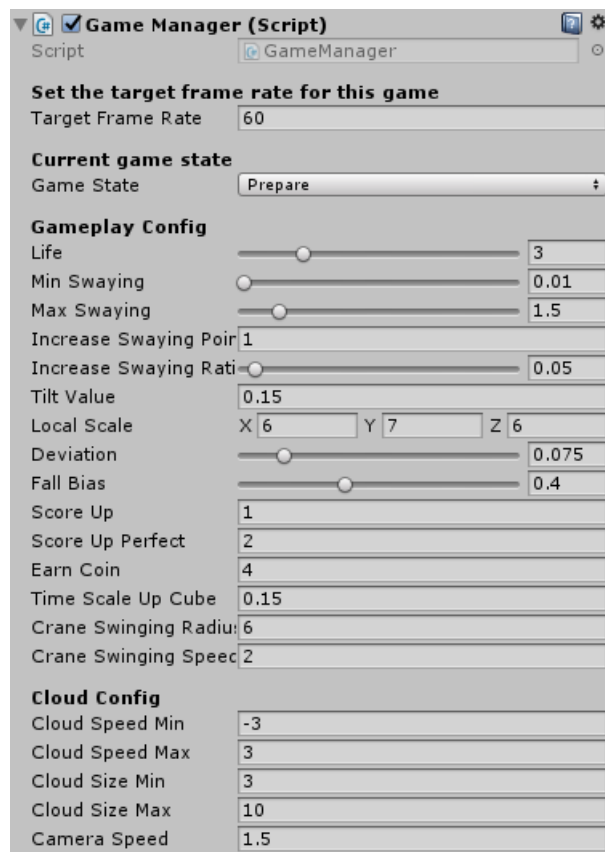 Game Manager (Script)
Script GameManager
Set the target frame rate for this game
Target Frame Rate 60
Current game state
Game State Prepare
Gameplay Config
Life 3
Min Swaying 0.01
Max Swaying 1.5
Increase Swaying Poin 1
Increase Swaying Rati 0.05
Tilt Value 0.15
Local Scale X 6 Y 7 Z 6
Deviation 0.075
Fall Bias 0.4
Score Up 1
Score Up Perfect 2
Earn Coin 4
Time Scale Up Cube 0.15
Crane Swinging Radiu 6
Crane Swinging Speed 2
Cloud Config
Cloud Speed Min -3
Cloud Speed Max 3
Cloud Size Min 3
Cloud Size Max 10
Camera Speed 1.5